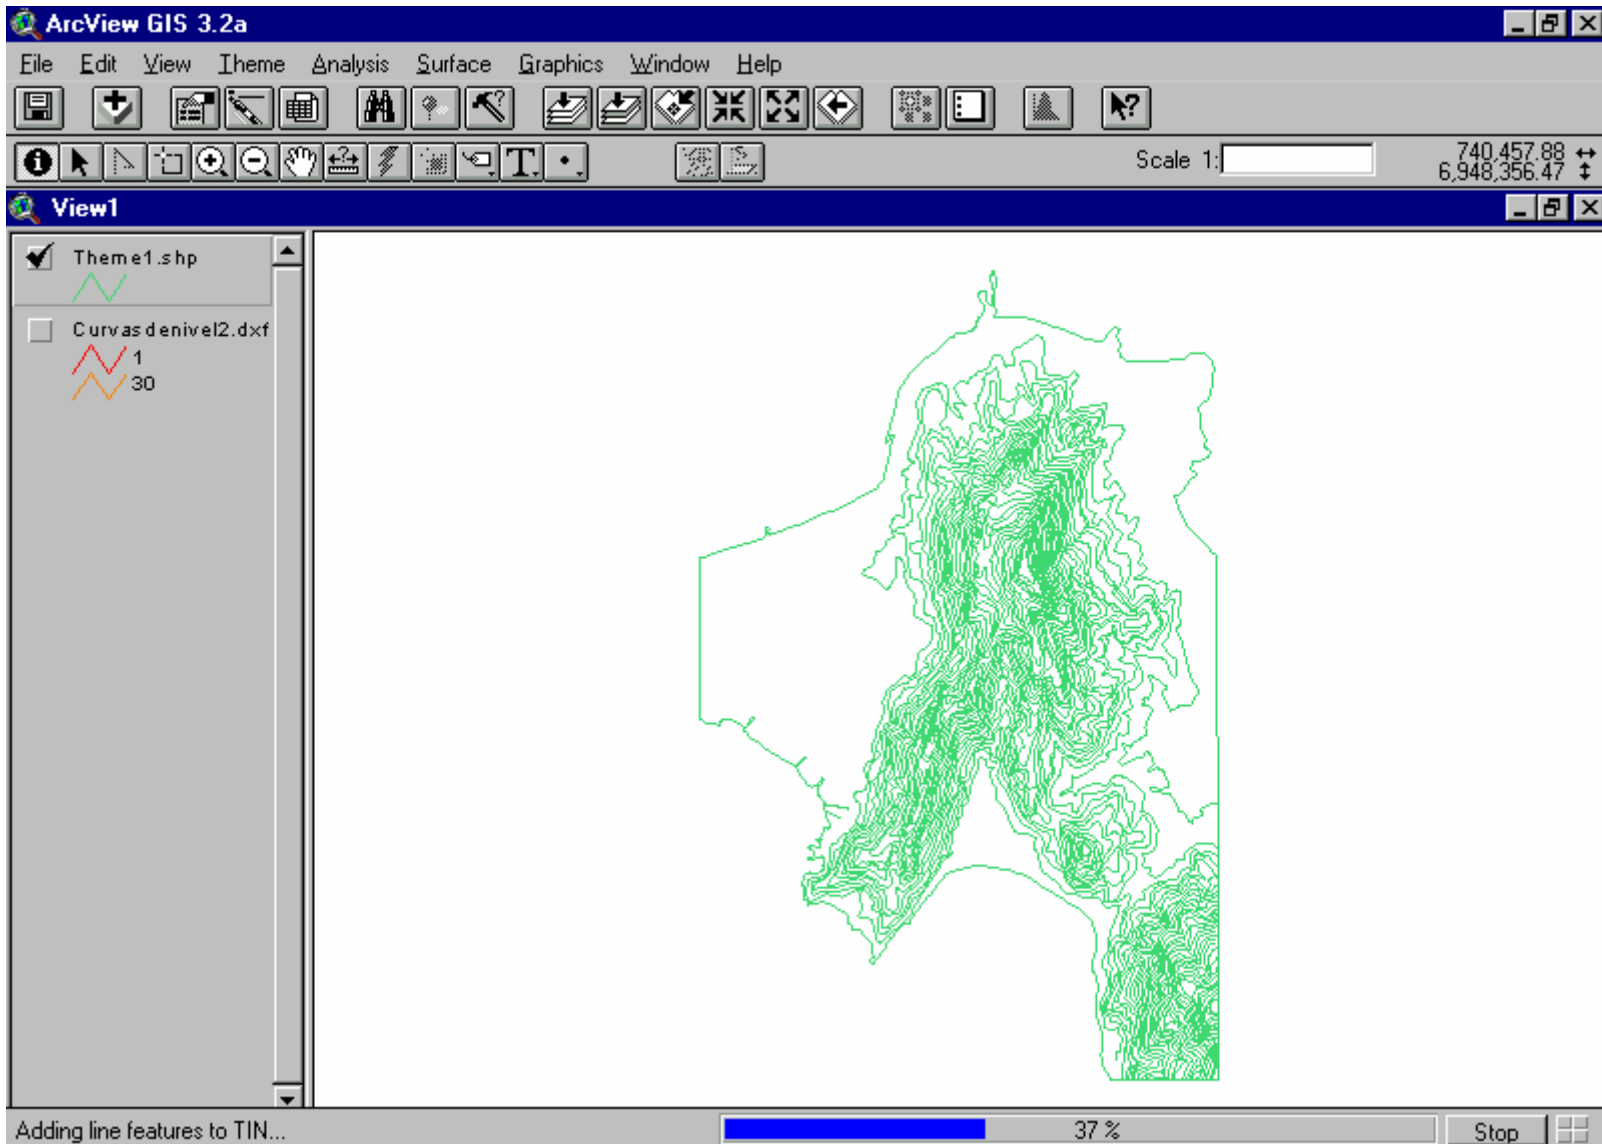 ArcView GIS 3.2a
File Edit View Theme Analysis Surface Graphics Window Help
Scale 1:
740,457.88
6,948,356.47
View1
Theme1.shp
Curvasdenivel2.dxf
1
30
Adding line features to TIN...
37 %
Stop